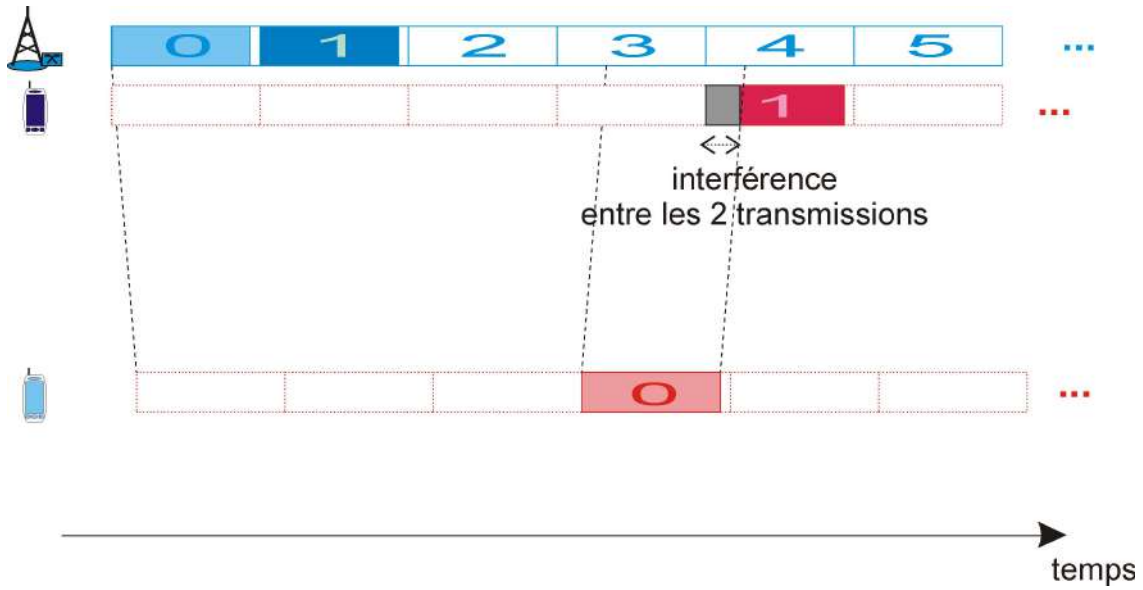 0 1 2 3 4 5 ...
1 ...
interférence
entre les 2 transmissions
0 ...
temps